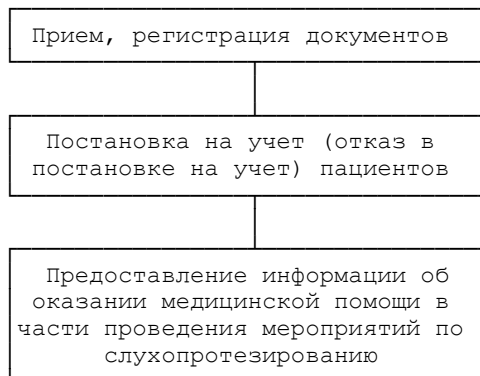 Прием, регистрация документов
Постановка на учет (отказ в
постановке на учет) пациентов
Предоставление информации об
оказании медицинской помощи в
части проведения мероприятий по
слухопротезированию